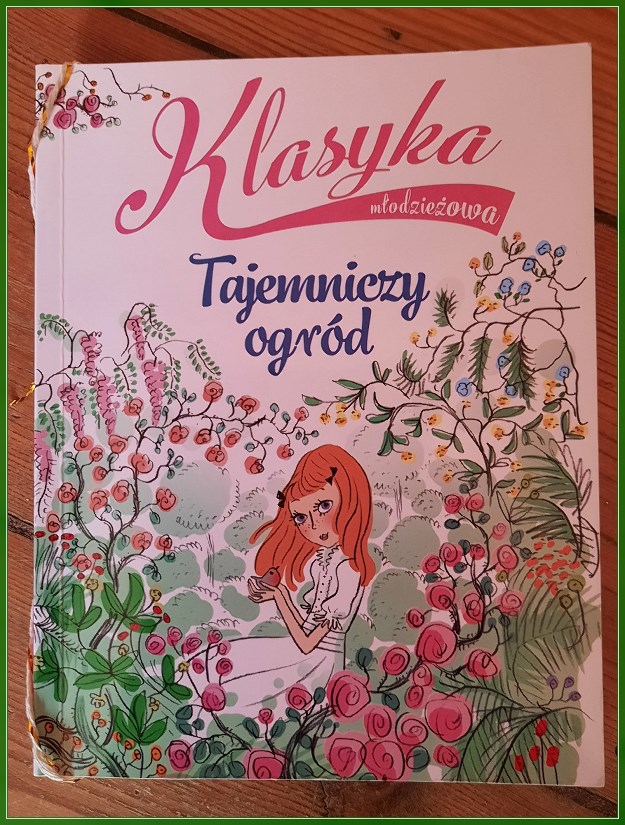 Klasyka
młodzieżowa
Tajemniczy
ogród